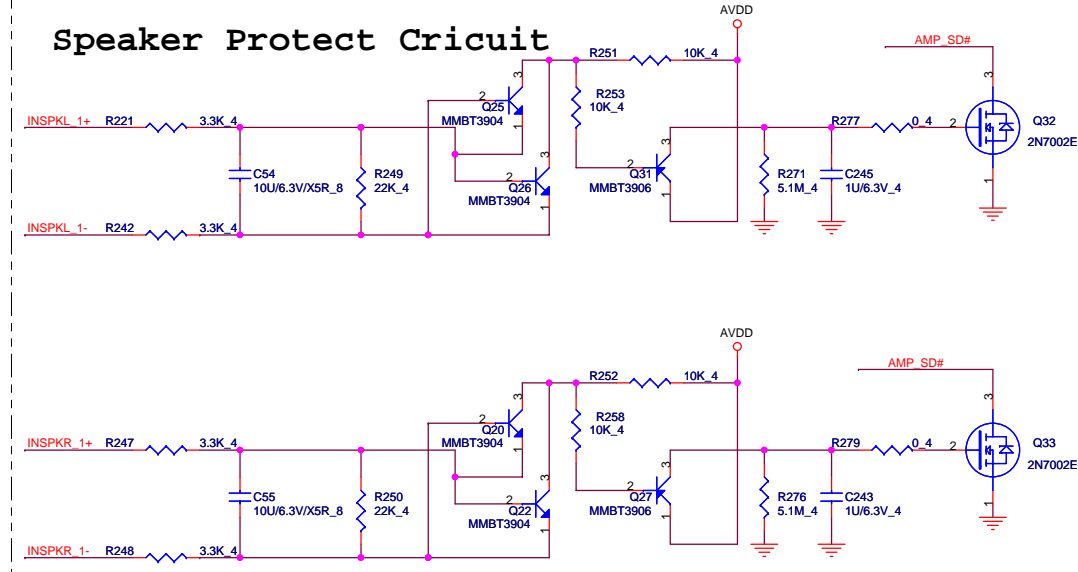 Speaker Protect Cricuit
AVDD
R251
10K_4
AMP_SD#
3
3
Q25
2
MMBT3904
1
R253
10K_4
INSPKL_1+
R221
3.3K_4
3
3
R277
0_4
2
Q32
2N7002E
C54
10U/6.3V/X5R_8
R249
22K_4
2
Q26
MMBT3904
1
2
Q31
MMBT3906
1
R271
5.1M_4
C245
1U/6.3V_4
1
INSPKL_1-
R242
3.3K_4
AVDD
R252
10K_4
AMP_SD#
3
3
2
Q20
MMBT3904
1
R258
10K_4
INSPKR_1+
R247
3.3K_4
3
3
R279
0_4
2
Q33
2N7002E
C55
10U/6.3V/X5R_8
R250
22K_4
2
Q22
MMBT3904
1
2
Q27
MMBT3906
1
R276
5.1M_4
C243
1U/6.3V_4
1
INSPKR_1-
R248
3.3K_4